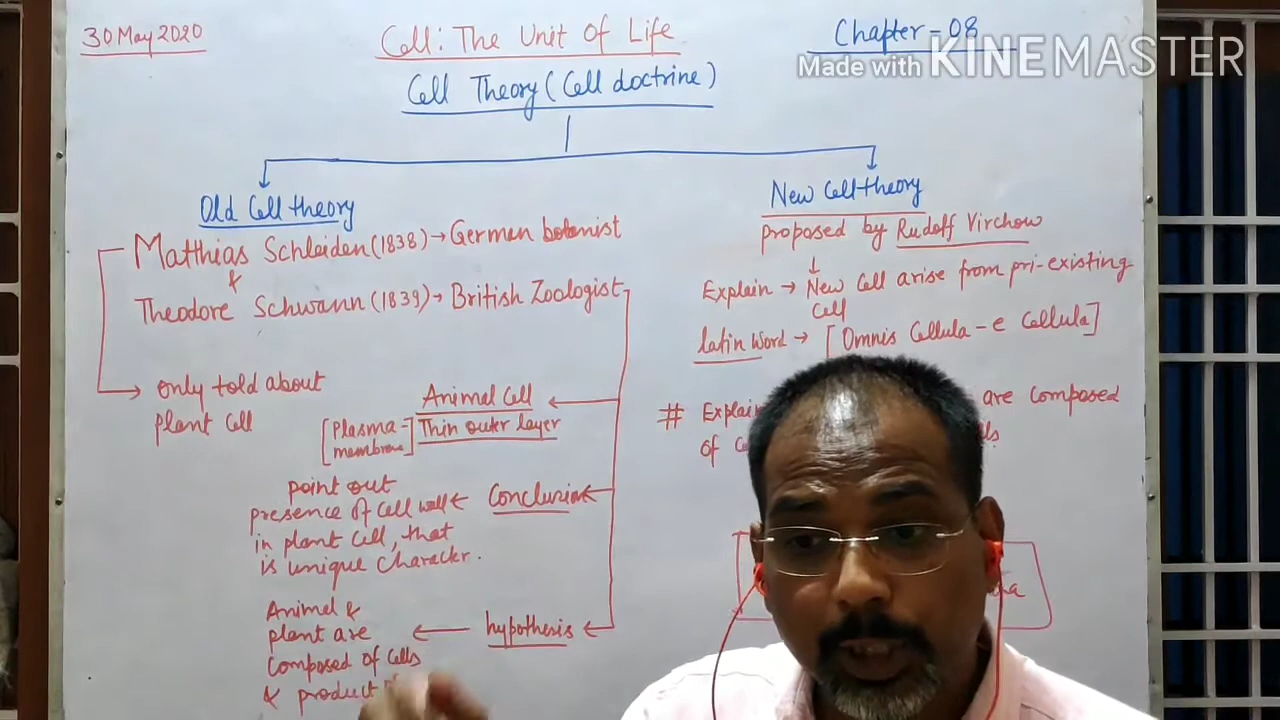 30 May 2020
Cell: The Unit Of Life
Chapter-08
Made with KINEMASTER
Cell Theory (Cell doctrine)
Old Cell theory
Matthias Schleiden (1838) → German botanist
&
Theodore Schwann (1839) → British Zoologist
only told about
plant cell
Animal Cell
[Plasma-
membrane]
Thin outer layer
Conclusion
point out
presence of cell wall
in plant cell, that
is unique character.
hypothesis
Animal &
plant are
Composed of cells
& product
New Cell theory
proposed by Rudolf Virchow
Explain → New Cell arise from pri-existing
Cell
latin word → [Omnis Cellula-e Cellula]
# Explain are composed
of